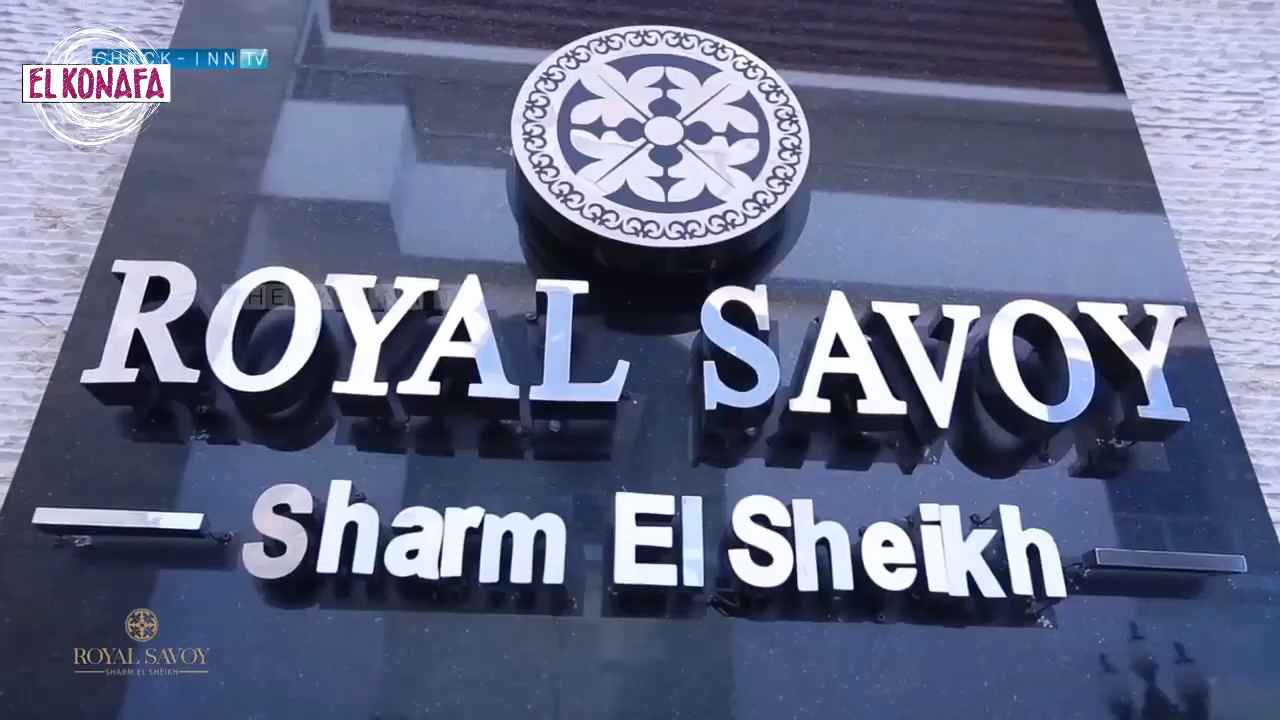 CHECK-INN TV
EL KONAFA
ROYAL SAVOY
Sharm El Sheikh
ROYAL SAVOY
SHARM EL SHEIKH